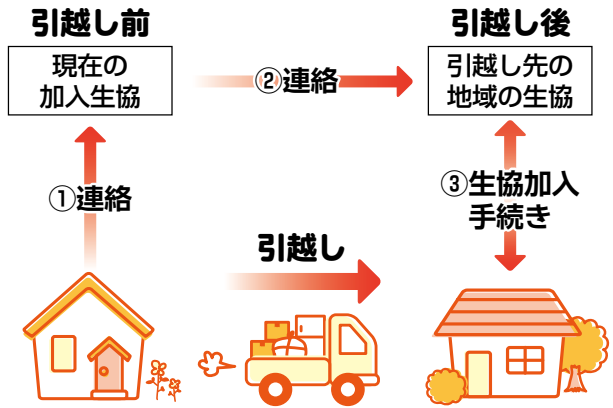 引越し前
引越し後
現在の
加入生協
②連絡
引越し先の
地域の生協
①連絡
③生協加入
手続き
引越し